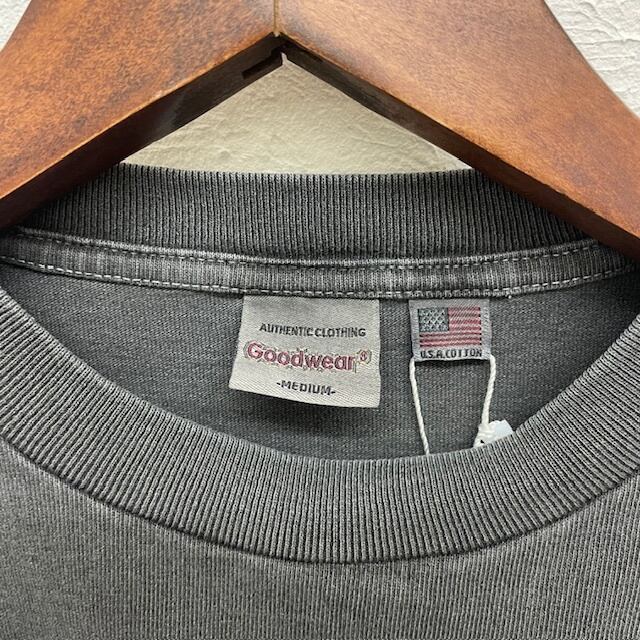 AUTHENTIC CLOTHING
Goodwear®
-MEDIUM-
U.S.A. COTTON